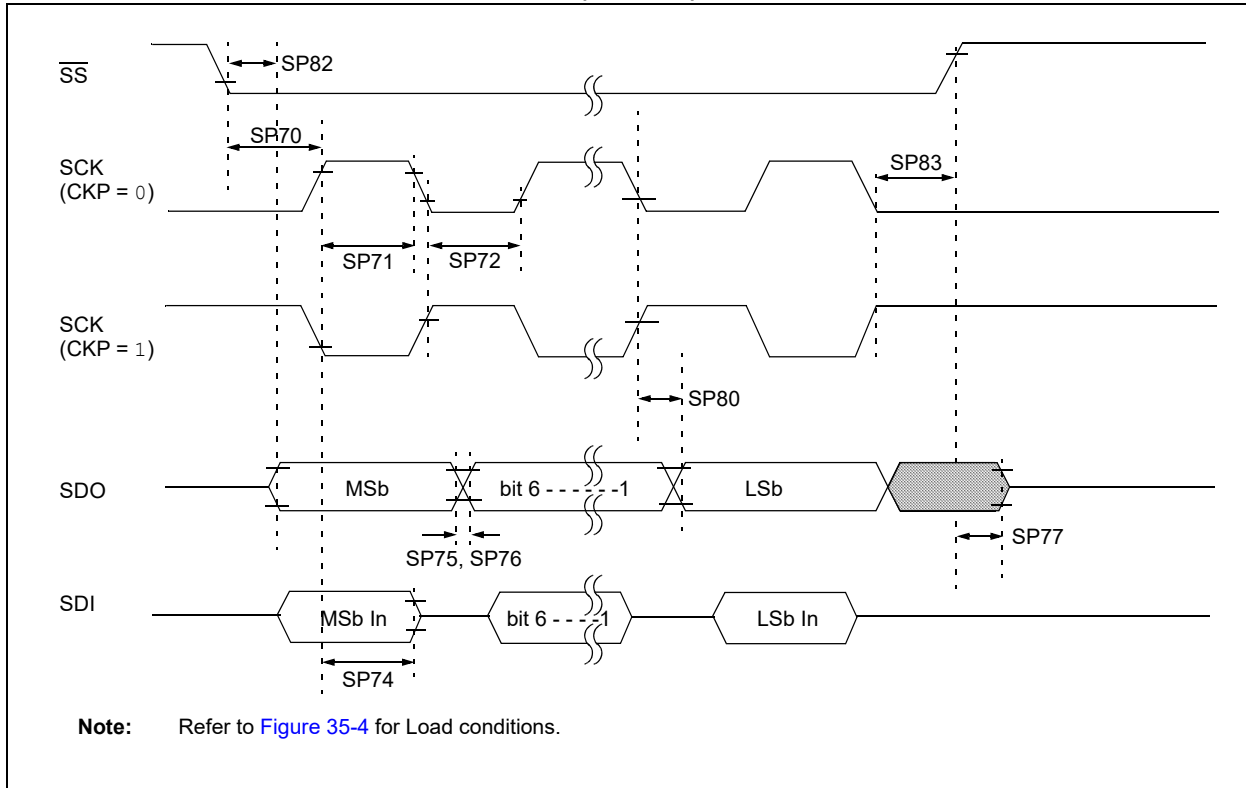 SS
SP82
SP70
SCK
(CKP = 0)
SP83
SP71
SP72
SCK
(CKP = 1)
SP80
SDO
MSb
bit 6 - - - - - -1
LSb
SP77
SP75, SP76
SDI
MSb In
bit 6 - - - -1
LSb In
SP74
Note: Refer to Figure 35-4 for Load conditions.